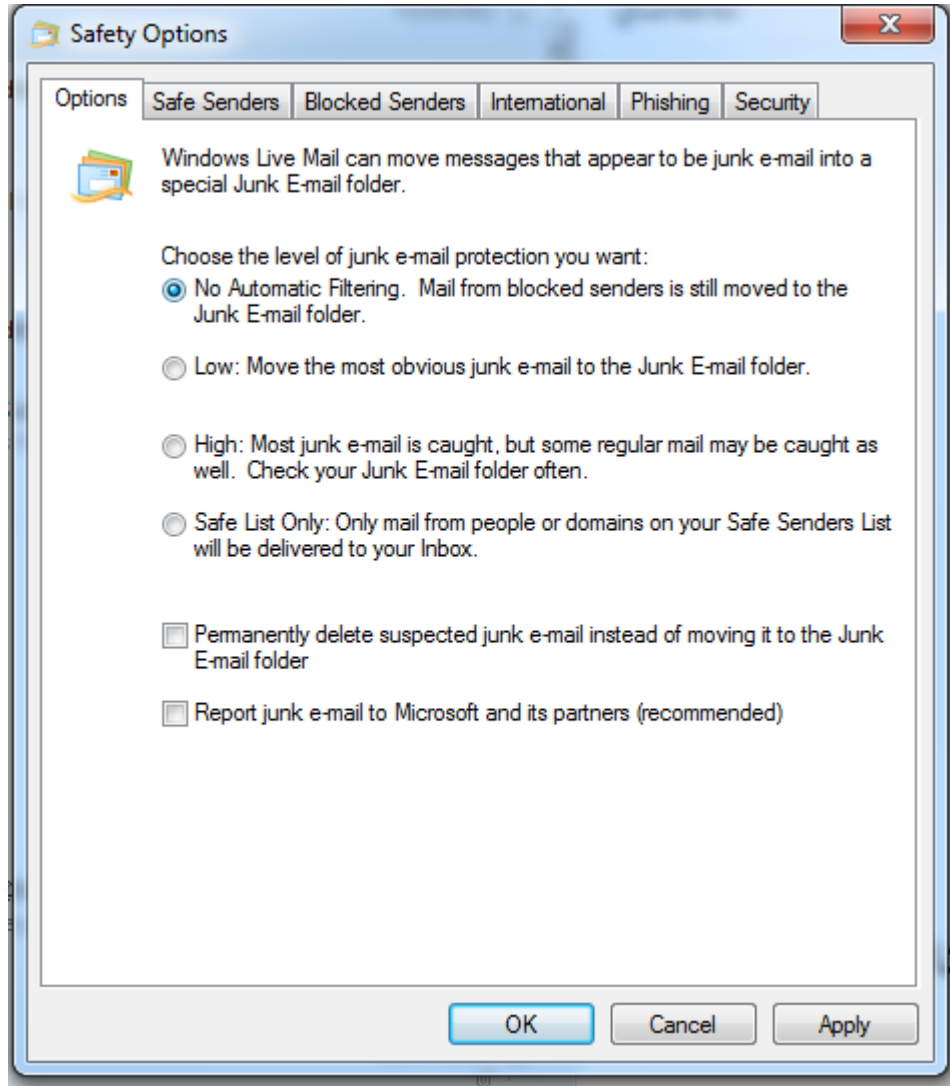 Safety Options
Options Safe Senders Blocked Senders International Phishing Security
Windows Live Mail can move messages that appear to be junk e-mail into a
special Junk E-mail folder.
Choose the level of junk e-mail protection you want:
No Automatic Filtering.  Mail from blocked senders is still moved to the
Junk E-mail folder.
Low: Move the most obvious junk e-mail to the Junk E-mail folder.
High: Most junk e-mail is caught, but some regular mail may be caught as
well.  Check your Junk E-mail folder often.
Safe List Only: Only mail from people or domains on your Safe Senders List
will be delivered to your Inbox.
Permanently delete suspected junk e-mail instead of moving it to the Junk
E-mail folder
Report junk e-mail to Microsoft and its partners (recommended)
OK Cancel Apply